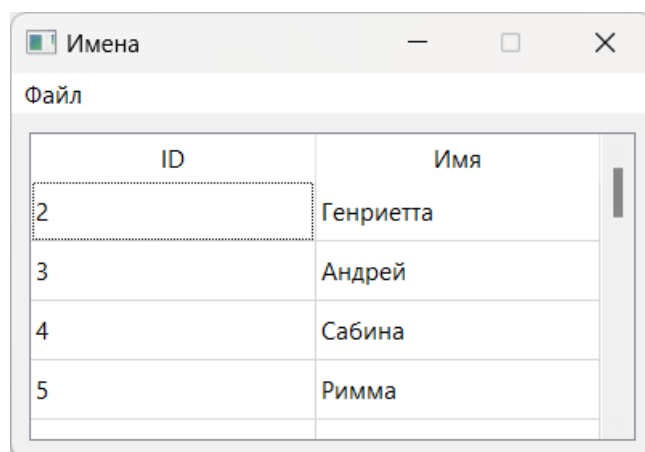 Имена
Файл
ID Имя
2 Генриетта
3 Андрей
4 Сабина
5 Римма